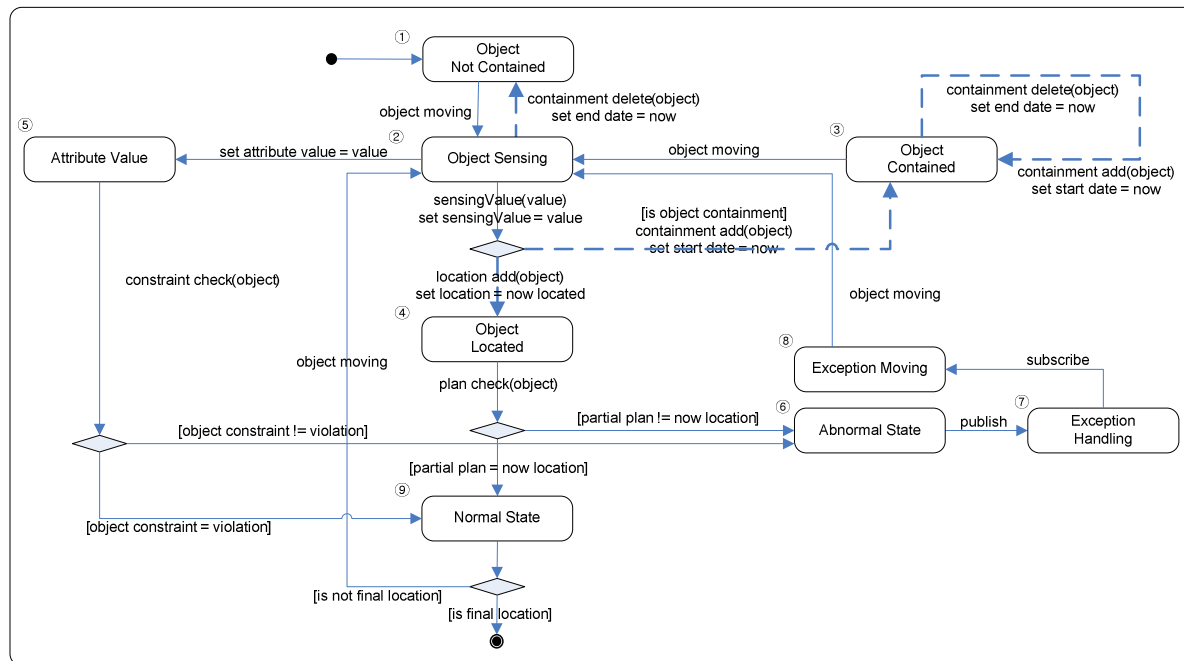 ①
Object
Not Contained
object moving
containment delete(object)
set end date = now
containment delete(object)
set end date = now
⑤
Attribute Value
set attribute value = value
②
Object Sensing
object moving
③
Object
Contained
containment add(object)
set start date = now
sensingValue(value)
set sensingValue = value
[is object containment]
containment add(object)
set start date = now
constraint check(object)
location add(object)
set location = now located
object moving
④
Object
Located
object moving
⑧
Exception Moving
subscribe
plan check(object)
[object constraint != violation]
[partial plan != now location]
⑥
Abnormal State
publish
⑦
Exception
Handling
[partial plan = now location]
⑨
Normal State
[object constraint = violation]
[is not final location]
[is final location]